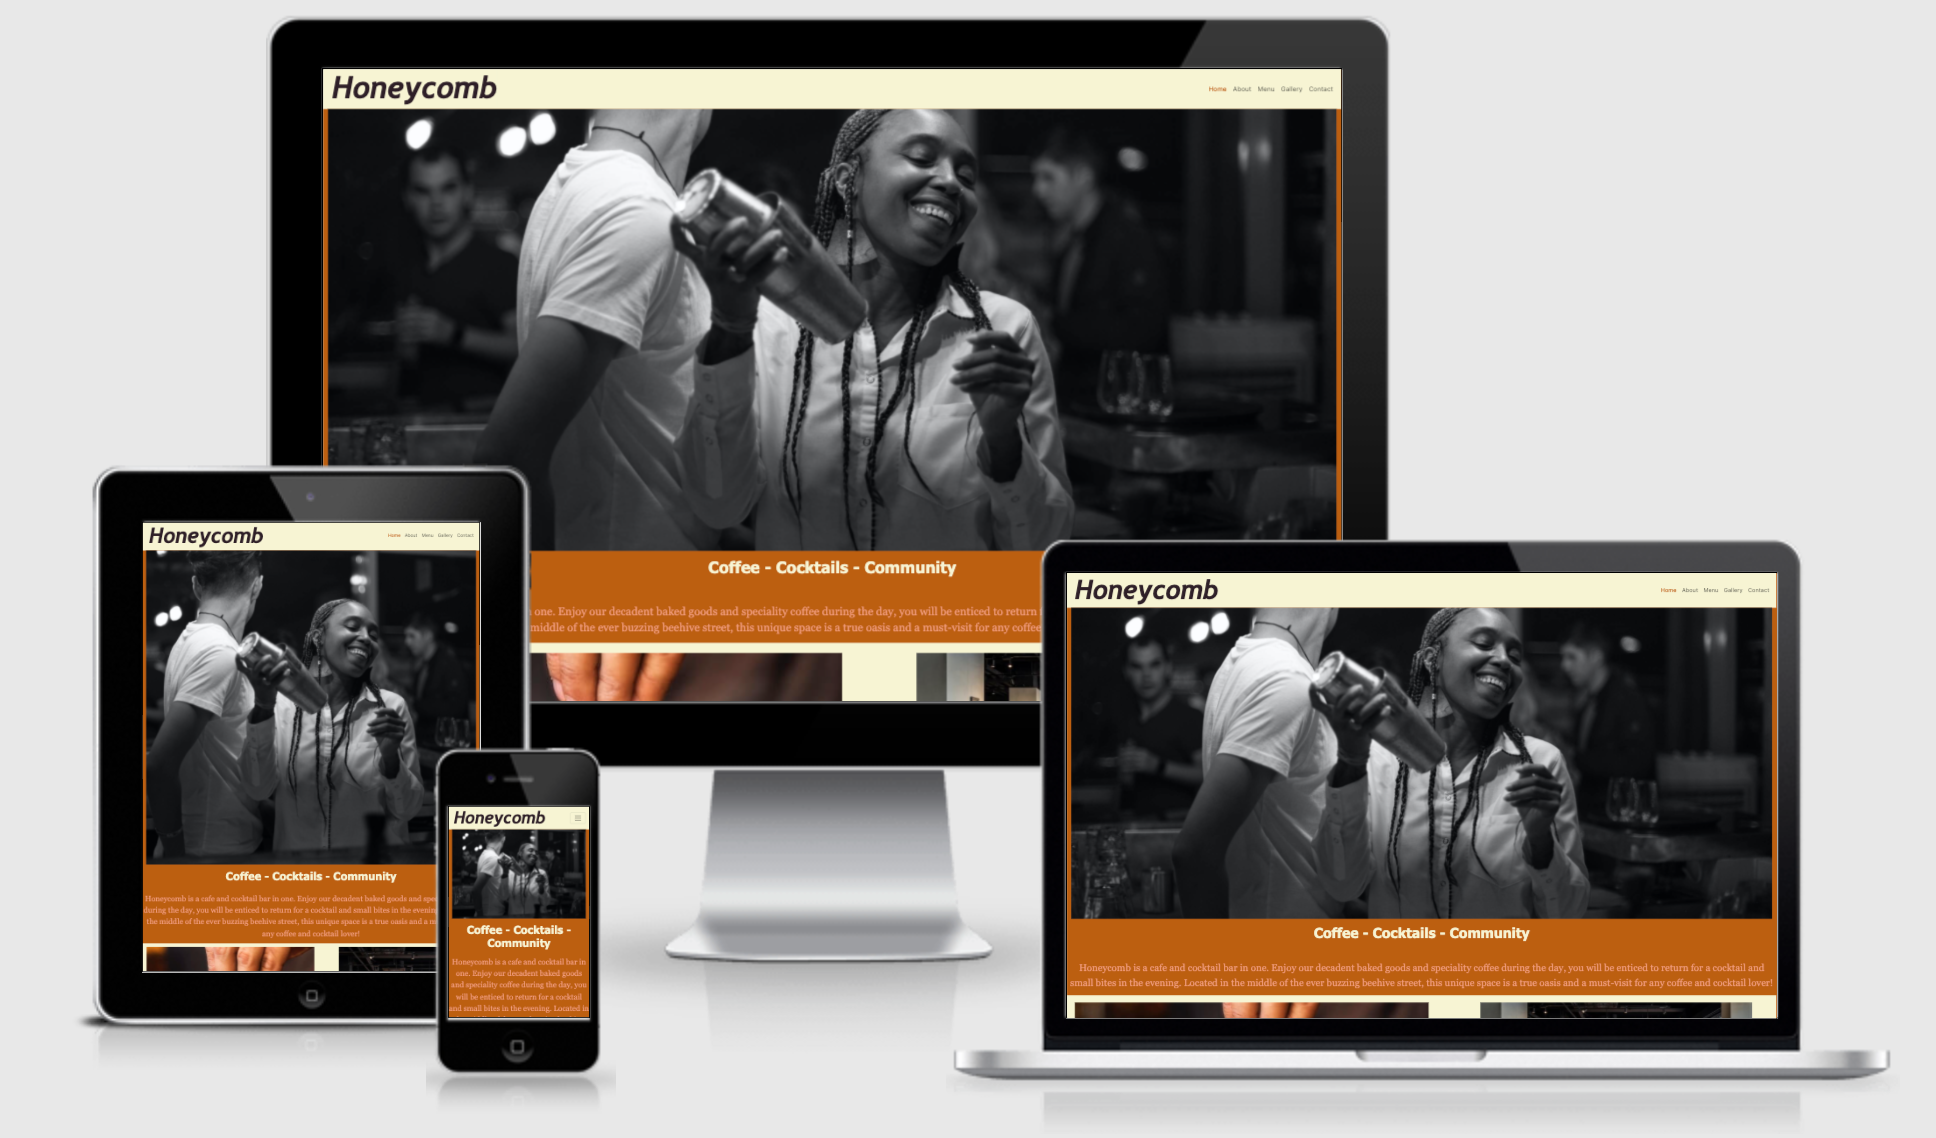 Honeycomb
Home About Menu Gallery Contact
Coffee - Cocktails - Community
one. Enjoy our decadent baked goods and speciality coffee during the day, you will be enticed to return
middle of the ever buzzing beehive street, this unique space is a true oasis and a must-visit for any coffee
Honeycomb
Home About Menu Gallery Contact
Coffee - Cocktails - Community
Honeycomb is a cafe and cocktail bar in one. Enjoy our decadent baked goods and
during the day, you will be enticed to return for a cocktail and small bites in the evening
the middle of the ever buzzing beehive street, this unique space is a true oasis and a
any coffee and cocktail lover!
Honeycomb
Coffee - Cocktails -
Community
Honeycomb is a cafe and cocktail bar in
one. Enjoy our decadent baked goods
and speciality coffee during the day, you
will be enticed to return for a cocktail
and small bites in the evening. Located in
Honeycomb
Home About Menu Gallery Contact
Coffee - Cocktails - Community
Honeycomb is a cafe and cocktail bar in one. Enjoy our decadent baked goods and speciality coffee during the day, you will be enticed to return for a cocktail and
small bites in the evening. Located in the middle of the ever buzzing beehive street, this unique space is a true oasis and a must-visit for any coffee and cocktail lover!